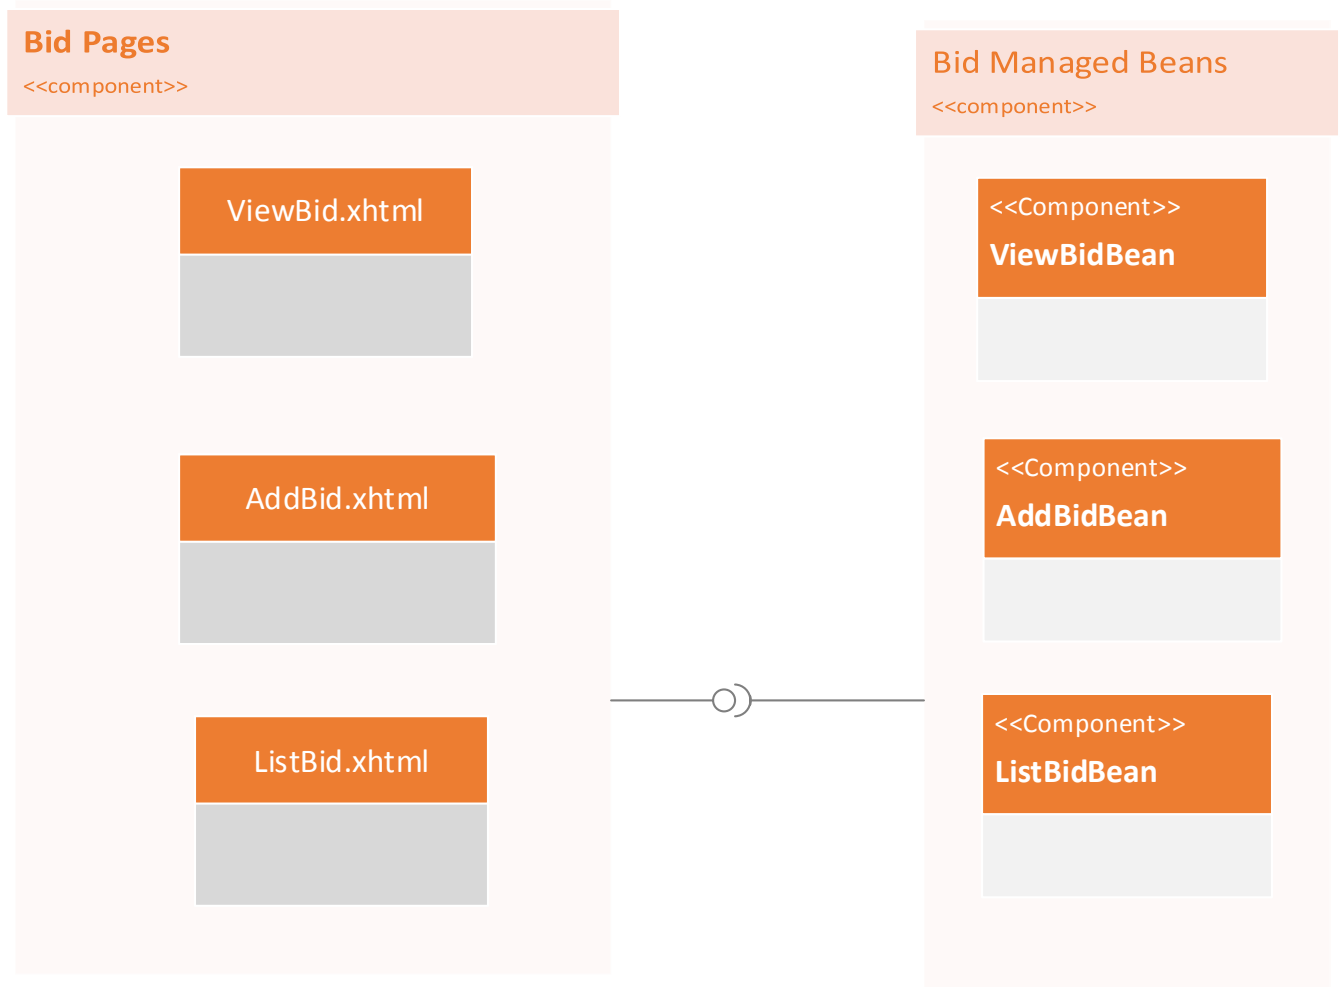 Bid Pages
<<component>>
ViewBid.xhtml
AddBid.xhtml
ListBid.xhtml
Bid Managed Beans
<<component>>
<<Component>>
ViewBidBean
<<Component>>
AddBidBean
<<Component>>
ListBidBean